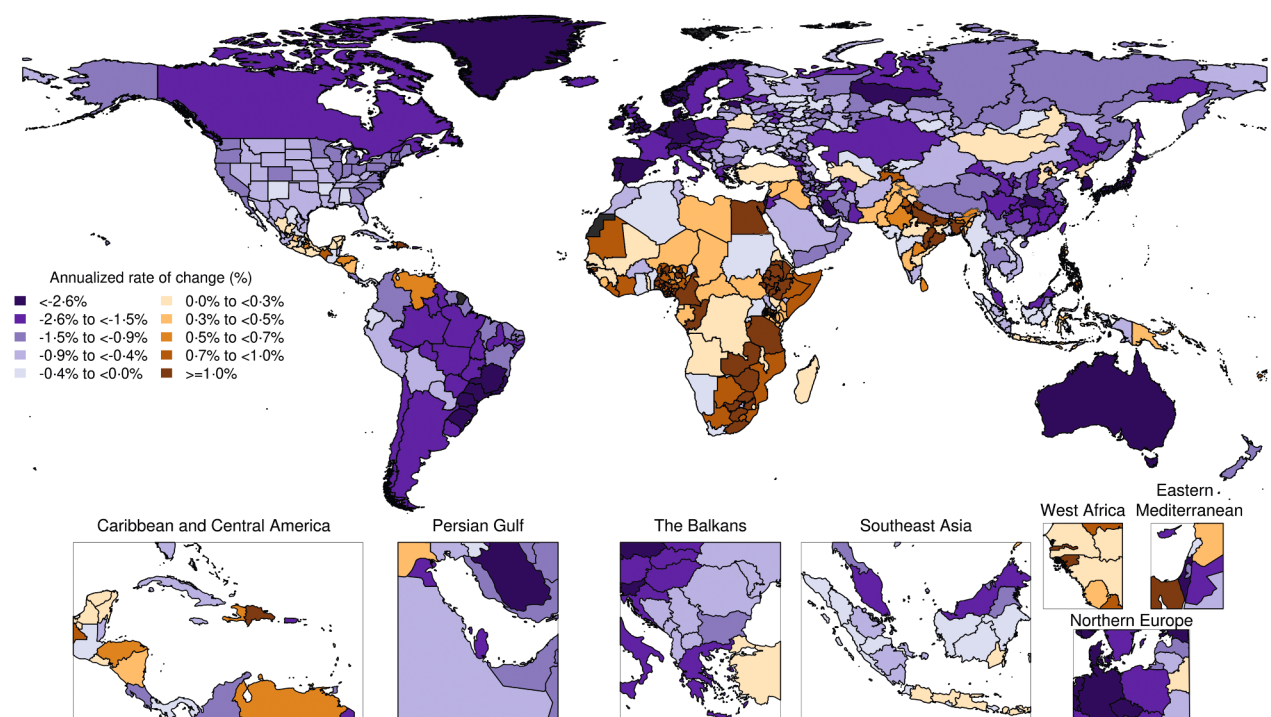 Annualized rate of change (%)
<-2·6%
-2·6% to <-1·5%
-1·5% to <-0·9%
-0·9% to <-0·4%
-0·4% to <0·0%
0·0% to <0·3%
0·3% to <0·5%
0·5% to <0·7%
0·7% to <1·0%
>=1·0%
Caribbean and Central America
Persian Gulf
The Balkans
Southeast Asia
West Africa
Eastern
Mediterranean
Northern Europe